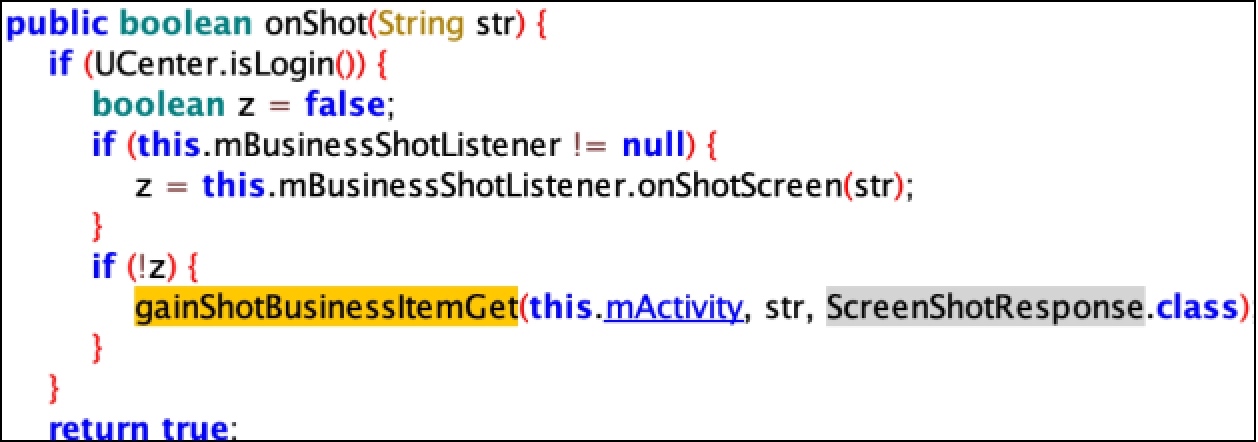 public boolean onShot(String str) {
if (UCenter.isLogin()) {
boolean z = false;
if (this.mBusinessShotListener != null) {
z = this.mBusinessShotListener.onShotScreen(str);
}
if (!z) {
gainShotBusinessItemGet(this.mActivity, str, ScreenShotResponse.class)
}
}
return true;